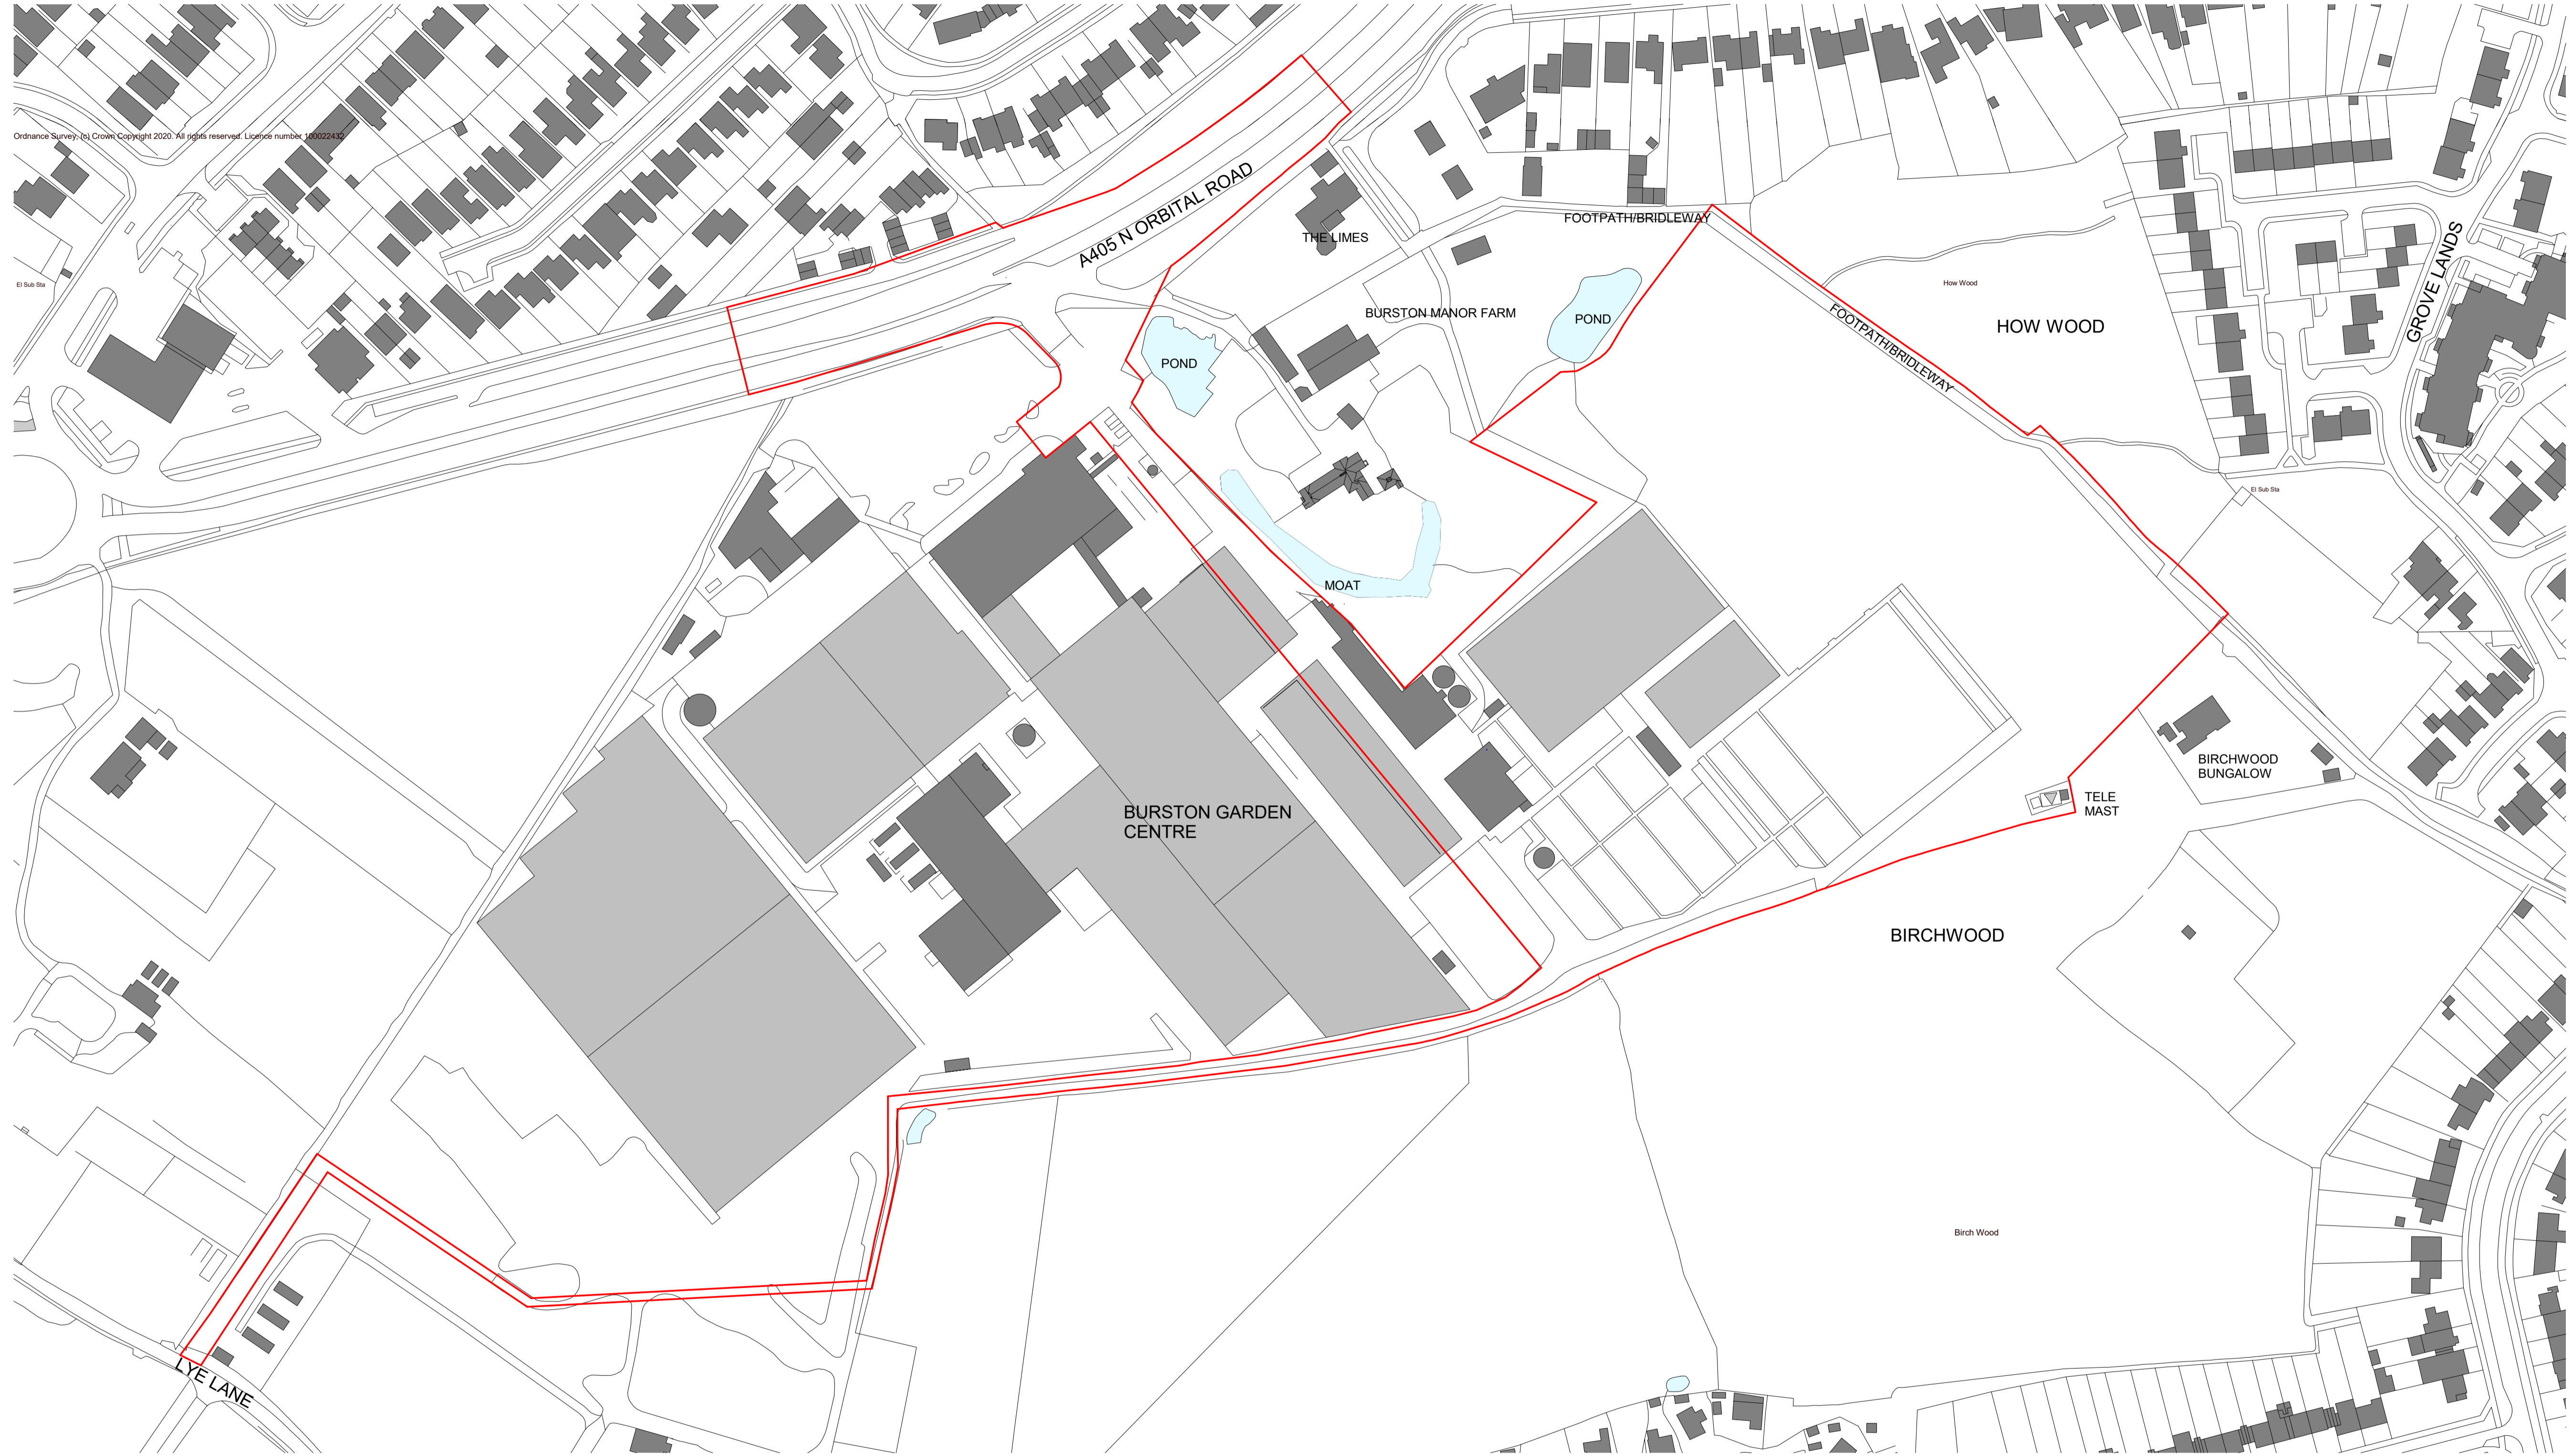 Ordnance Survey, (c) Crown Copyright 2020. All rights reserved. Licence number 100022432
El Sub Sta
A405 N ORBITAL ROAD
THE LIMES
FOOTPATH/BRIDLEWAY
BURSTON MANOR FARM
POND
POND
FOOTPATH/BRIDLEWAY
How Wood
HOW WOOD
GROVE LANDS
El Sub Sta
MOAT
BURSTON GARDEN
CENTRE
BIRCHWOOD
BUNGALOW
TELE
MAST
BIRCHWOOD
Birch Wood
LYE LANE